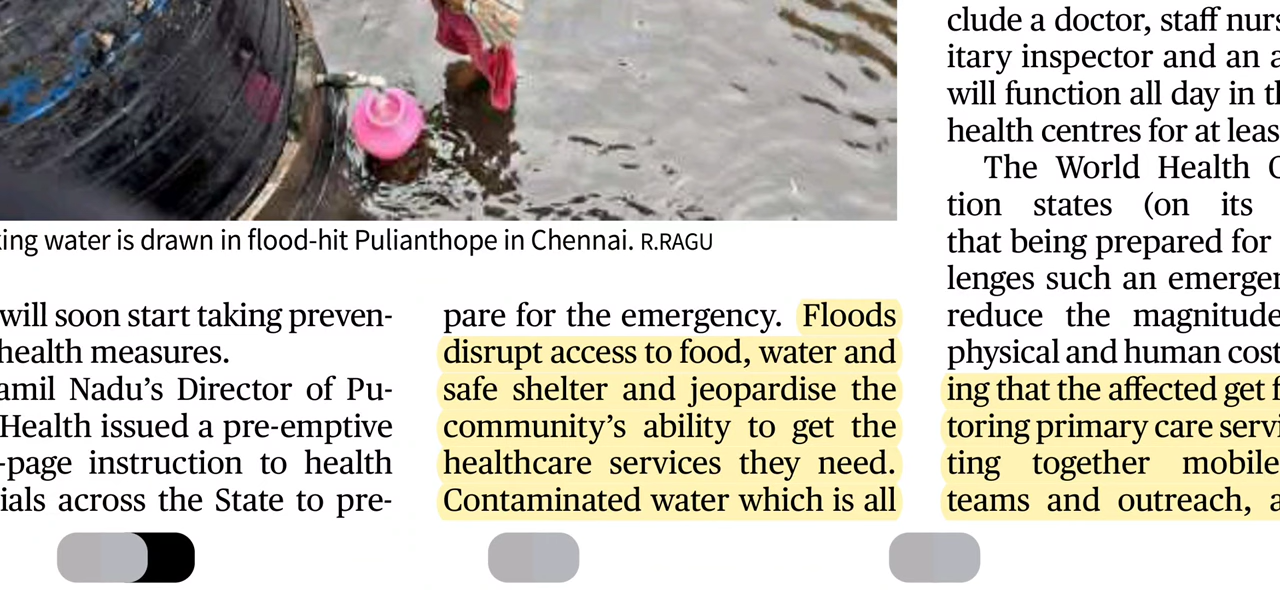 king water is drawn in flood-hit Pulianthope in Chennai. R.RAGU
will soon start taking preven-
health measures.
amil Nadu’s Director of Pu-
Health issued a pre-emptive
-page instruction to health
ials across the State to pre-
pare for the emergency. Floods
disrupt access to food, water and
safe shelter and jeopardise the
community’s ability to get the
healthcare services they need.
Contaminated water which is all
clude a doctor, staff nurs
itary inspector and an a
will function all day in th
health centres for at leas
The World Health O
tion states (on its
that being prepared for
lenges such an emergen
reduce the magnitude
physical and human cost
ing that the affected get f
toring primary care servi
ting together mobile
teams and outreach, a